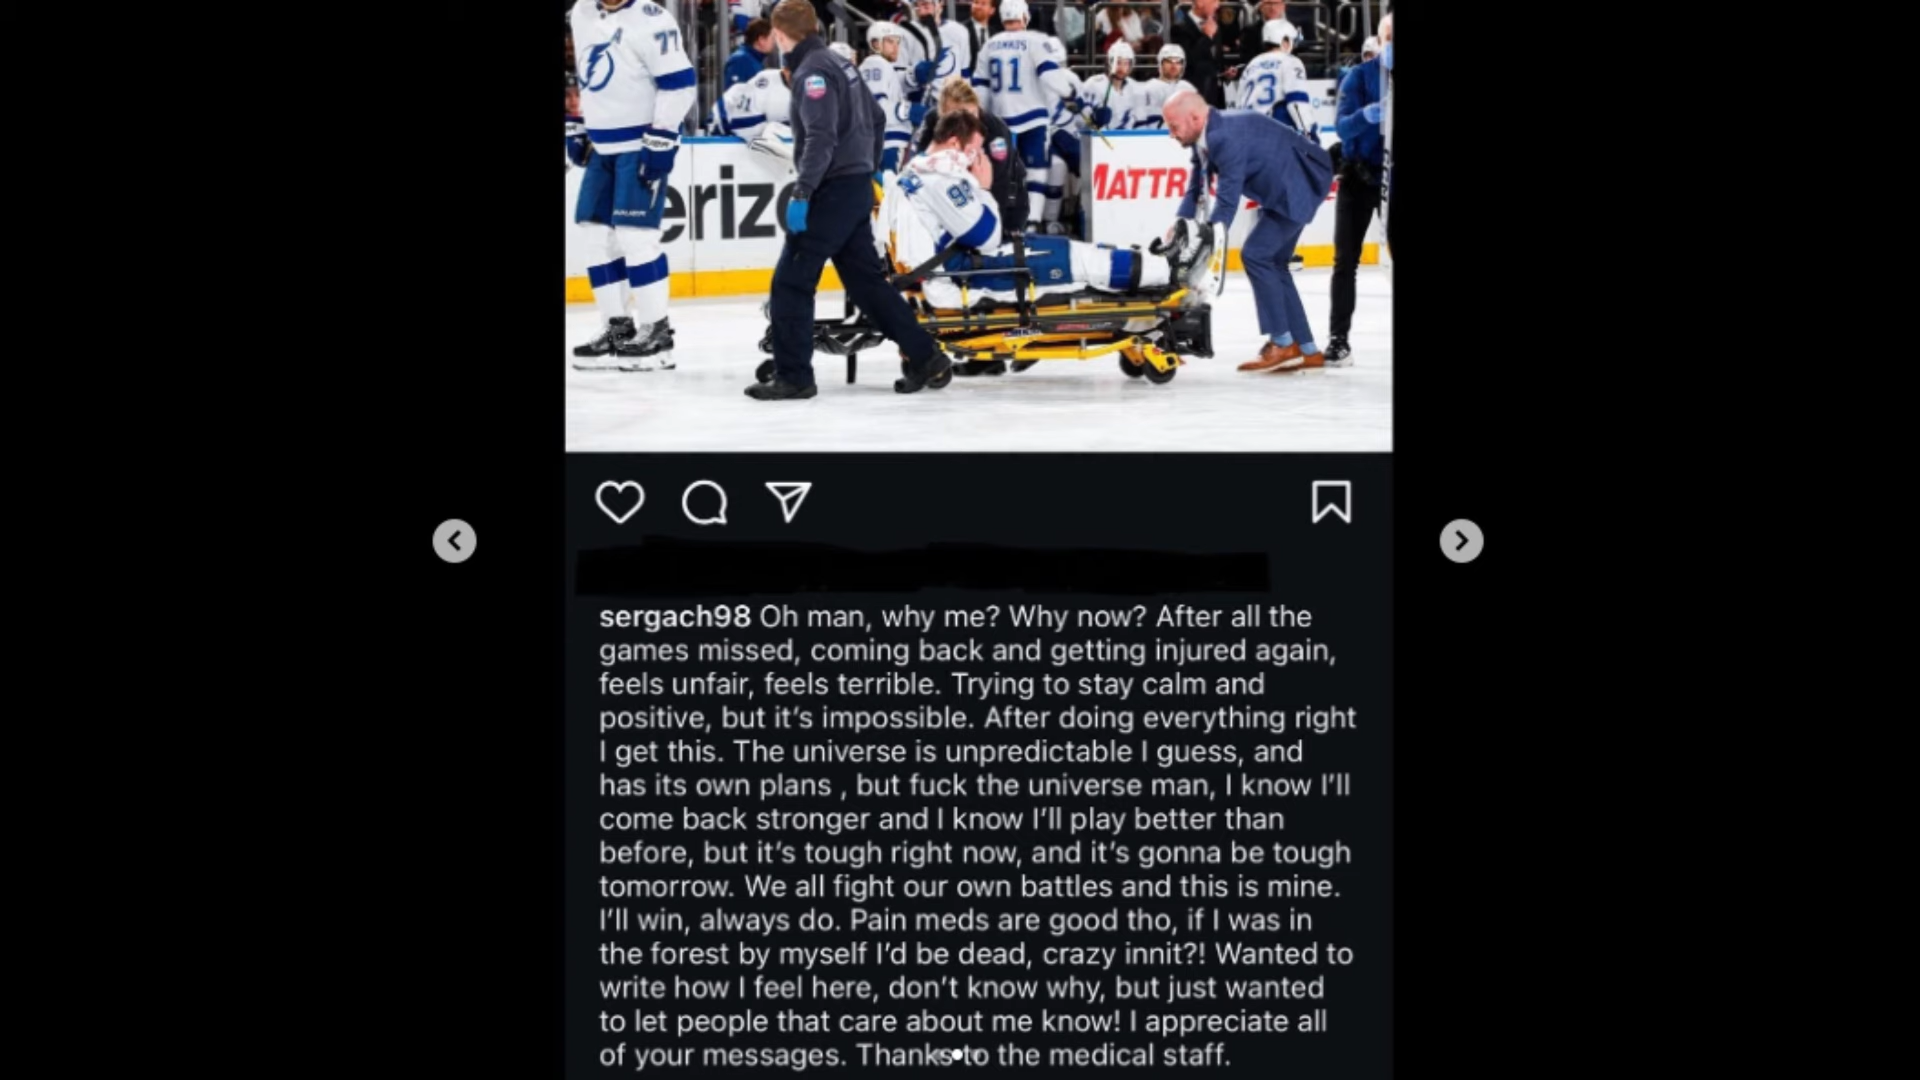 77
A
38
STAMKOS
91
23
31
erizo
98
MATTR
BAUER
sergach98 Oh man, why me? Why now? After all the
games missed, coming back and getting injured again,
feels unfair, feels terrible. Trying to stay calm and
positive, but it’s impossible. After doing everything right
I get this. The universe is unpredictable I guess, and
has its own plans , but fuck the universe man, I know I’ll
come back stronger and I know I’ll play better than
before, but it’s tough right now, and it’s gonna be tough
tomorrow. We all fight our own battles and this is mine.
I’ll win, always do. Pain meds are good tho, if I was in
the forest by myself I’d be dead, crazy innit?! Wanted to
write how I feel here, don’t know why, but just wanted
to let people that care about me know! I appreciate all
of your messages. Thanks to the medical staff.